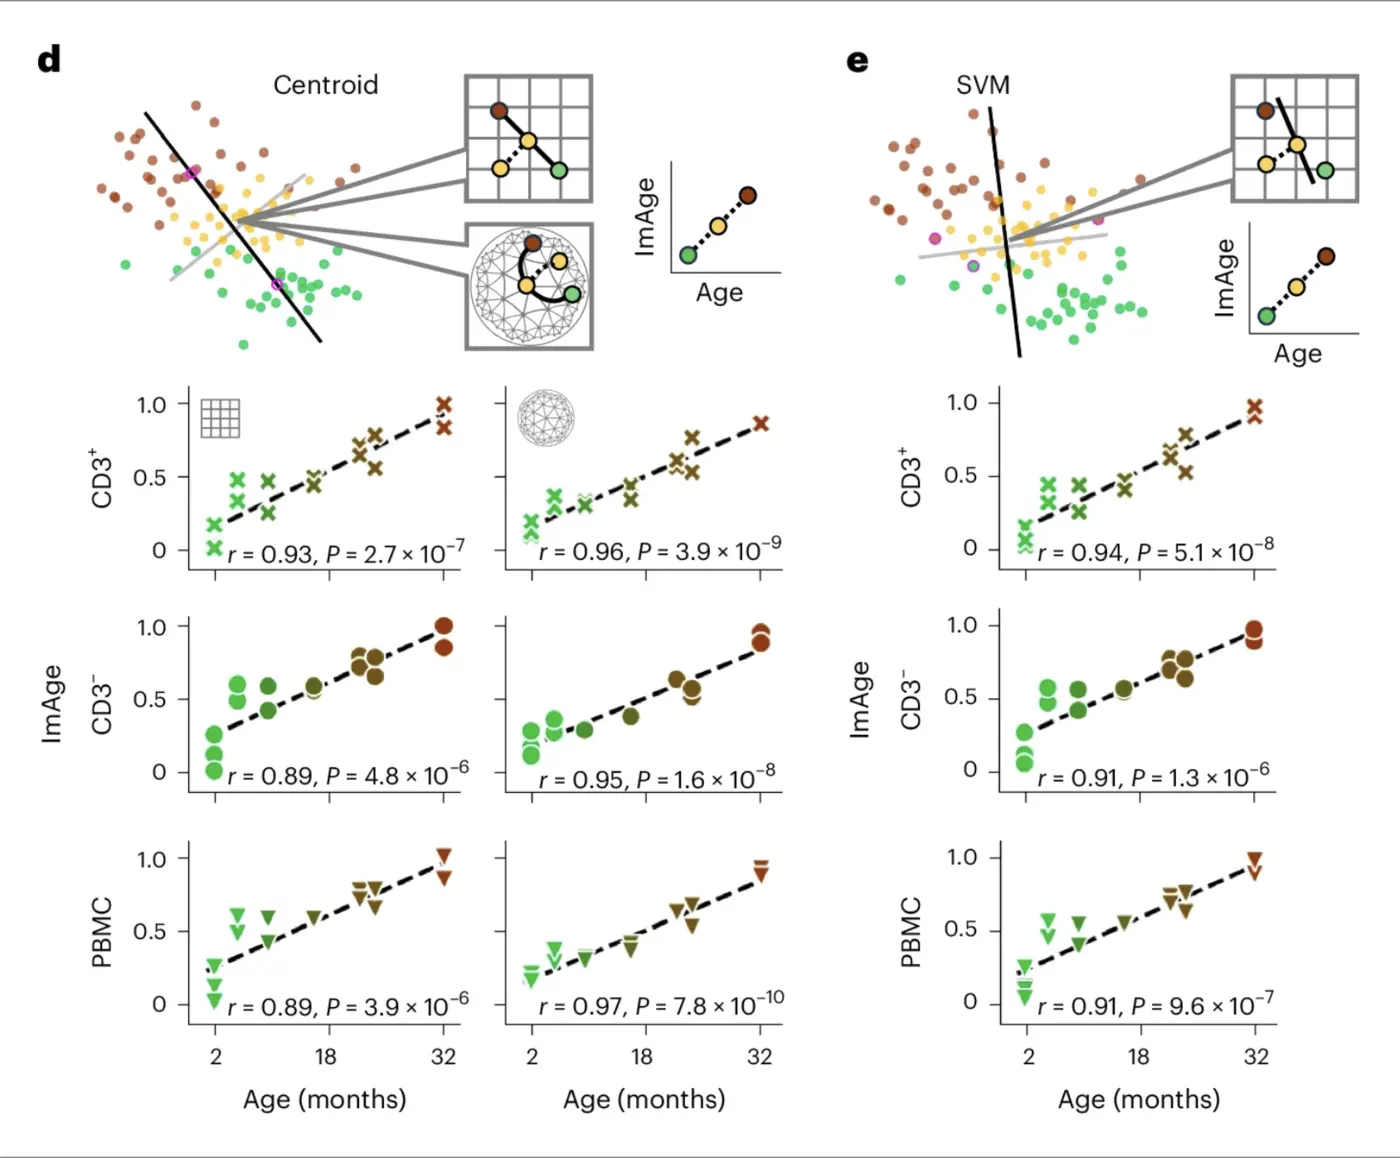 d
Centroid
ImAge
Age
e
SVM
ImAge
Age
CD3⁺
1.0
0.5
0
r = 0.93, P = 2.7 × 10⁻⁷
r = 0.96, P = 3.9 × 10⁻⁹
CD3⁺
1.0
0.5
0
r = 0.94, P = 5.1 × 10⁻⁸
ImAge
CD3⁻
1.0
0.5
0
r = 0.89, P = 4.8 × 10⁻⁶
r = 0.95, P = 1.6 × 10⁻⁸
ImAge
CD3⁻
1.0
0.5
0
r = 0.91, P = 1.3 × 10⁻⁶
PBMC
1.0
0.5
0
r = 0.89, P = 3.9 × 10⁻⁶
r = 0.97, P = 7.8 × 10⁻¹⁰
PBMC
1.0
0.5
0
r = 0.91, P = 9.6 × 10⁻⁷
2 18 32
2 18 32
2 18 32
Age (months)
Age (months)
Age (months)